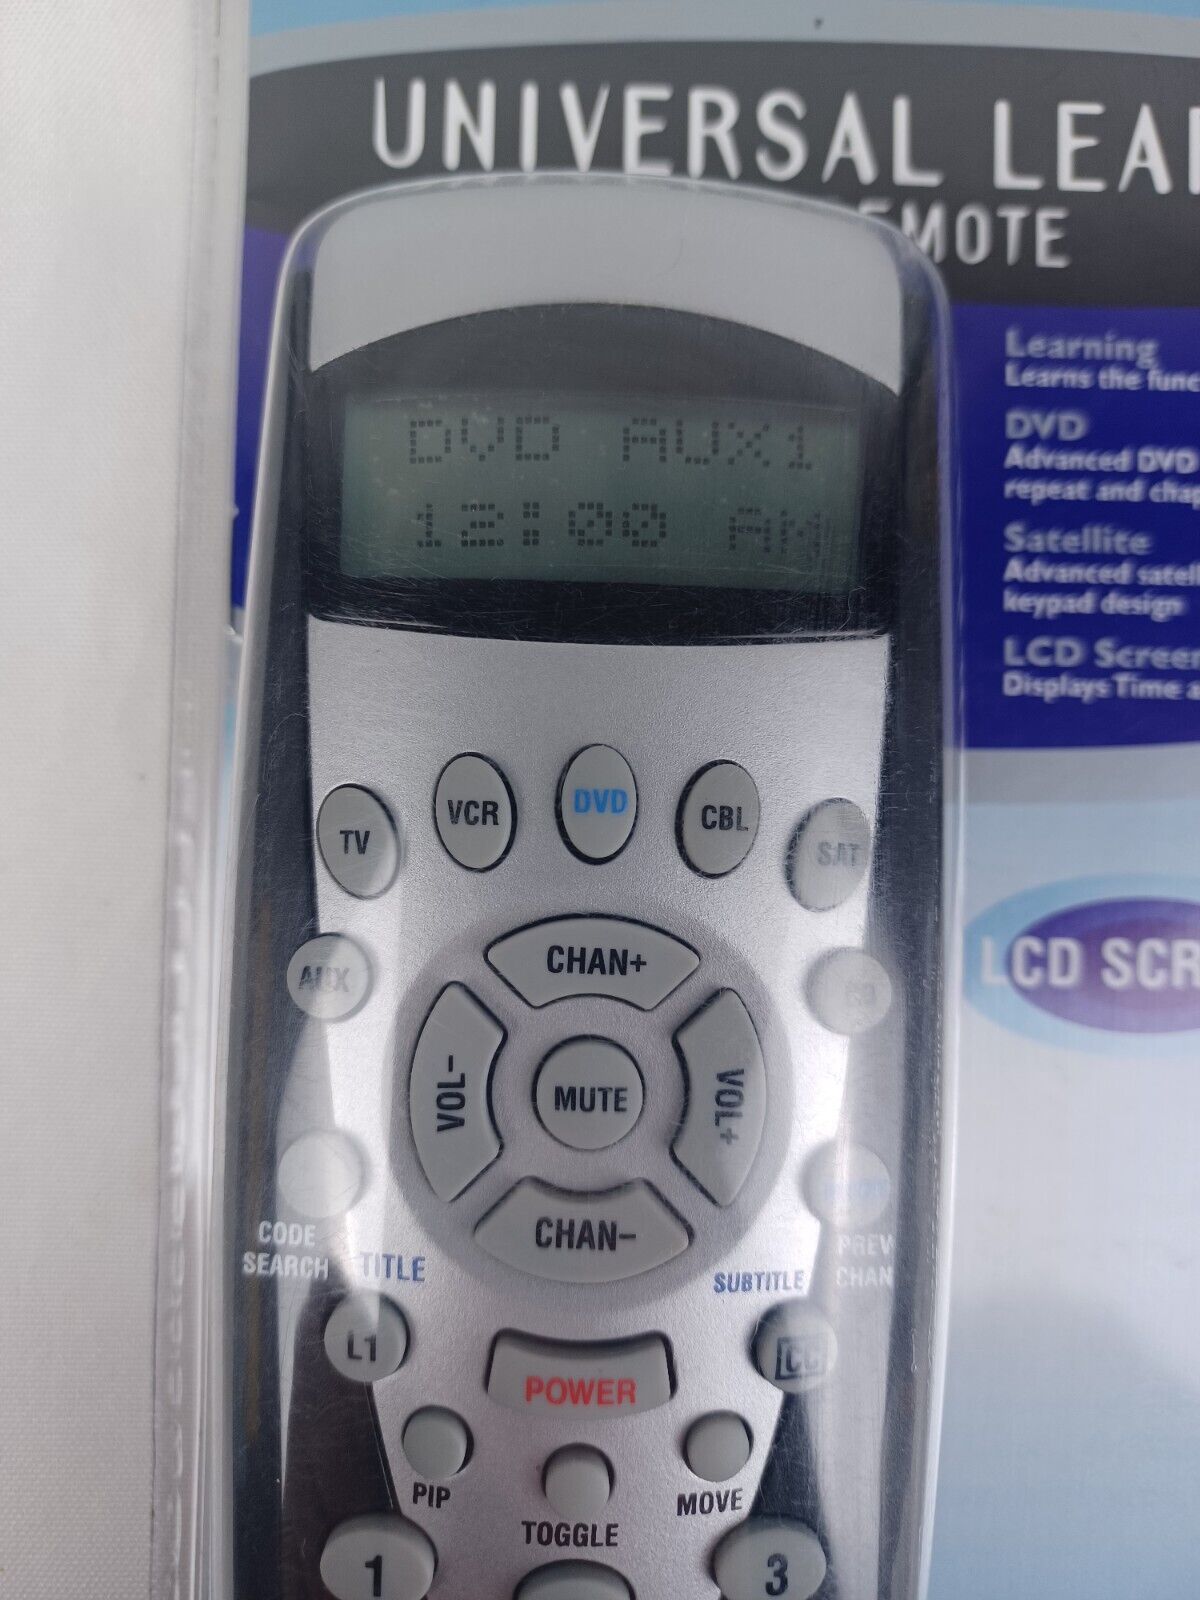 UNIVERSAL LEA
EMOTE
Learning
Learns the func
DVD
Advanced DVD
repeat and chap
Satellite
Advanced satell
keypad design
LCD Screen
Displays Time a
LCD SCR
DVD AUX1
12:00 A
TV
VCR
DVD
CBL
SAT
AUX
CHAN+
VOL-
MUTE
VOL+
CHAN-
CODE
SEARCH
TITLE
SUBTITLE
PREV
CHAN
L1
POWER
CC
PIP
TOGGLE
MOVE
1
3